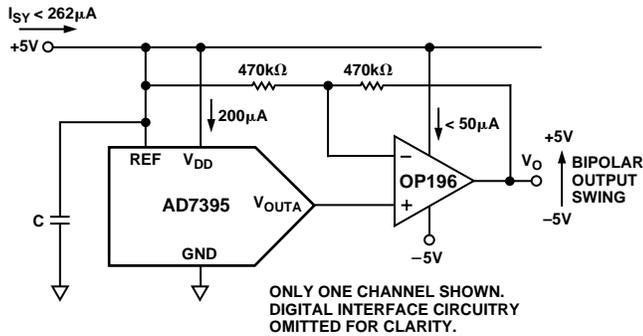 I_SY < 262µA
+5V
470kΩ 470kΩ
200µA
< 50µA
REF V_DD
AD7395
V_OUTA
GND
C
−
+
OP196
−5V
V_O
+5V
BIPOLAR
OUTPUT
SWING
−5V
ONLY ONE CHANNEL SHOWN.
DIGITAL INTERFACE CIRCUITRY
OMITTED FOR CLARITY.